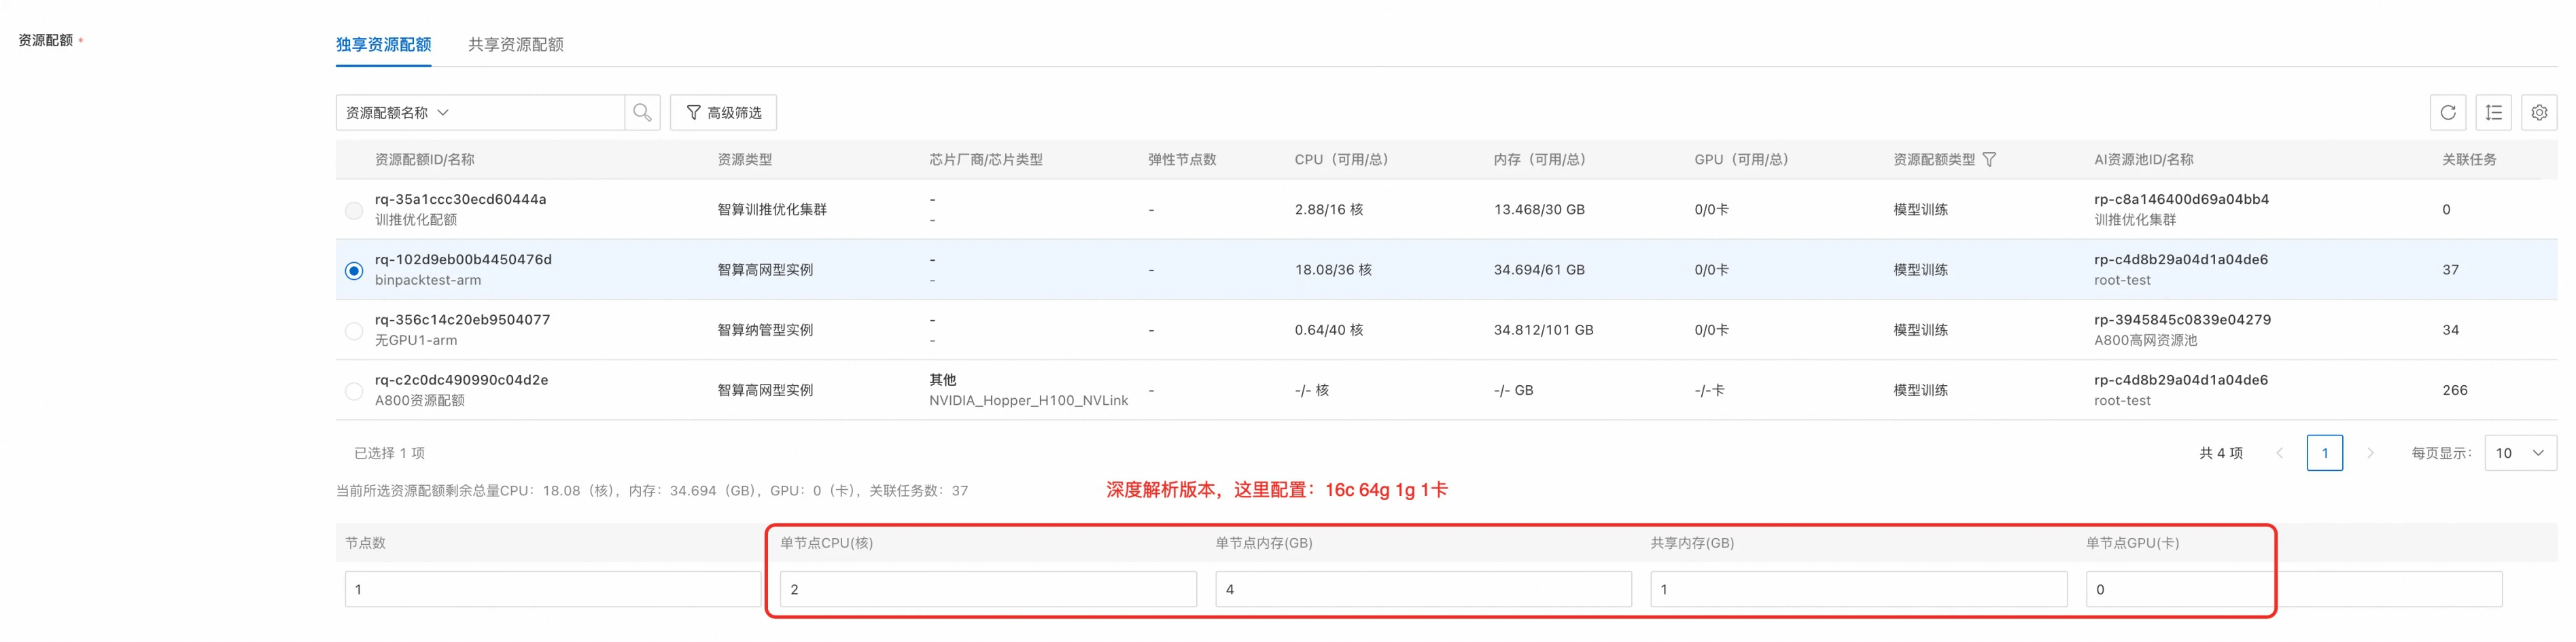 资源配额 *
独享资源配额 共享资源配额
资源配额名称 高级筛选
资源配额ID/名称 资源类型 芯片厂商/芯片类型 弹性节点数 CPU（可用/总） 内存（可用/总） GPU（可用/总） 资源配额类型 AI资源池ID/名称 关联任务
rq-35a1ccc30ecd60444a - rp-c8a146400d69a04bb4
智算训推优化集群 - 2.88/16 核 13.468/30 GB 0/0卡 模型训练 0
训推优化配额 - 训推优化集群
rq-102d9eb00b4450476d - rp-c4d8b29a04d1a04de6
智算高网型实例 - 18.08/36 核 34.694/61 GB 0/0卡 模型训练 37
binpacktest-arm - root-test
rq-356c14c20eb9504077 - rp-3945845c0839e04279
智算纳管型实例 - 0.64/40 核 34.812/101 GB 0/0卡 模型训练 34
无GPU1-arm - A800高网资源池
rq-c2c0dc490990c04d2e 其他 rp-c4d8b29a04d1a04de6
智算高网型实例 - -/- 核 -/- GB -/-卡 模型训练 266
A800资源配额 NVIDIA_Hopper_H100_NVLink root-test
已选择 1 项 共 4 项 1 每页显示： 10
当前所选资源配额剩余总量CPU：18.08（核），内存：34.694（GB），GPU：0（卡），关联任务数：37 深度解析版本，这里配置：16c 64g 1g 1卡
节点数 单节点CPU(核) 单节点内存(GB) 共享内存(GB) 单节点GPU(卡)
1 2 4 1 0